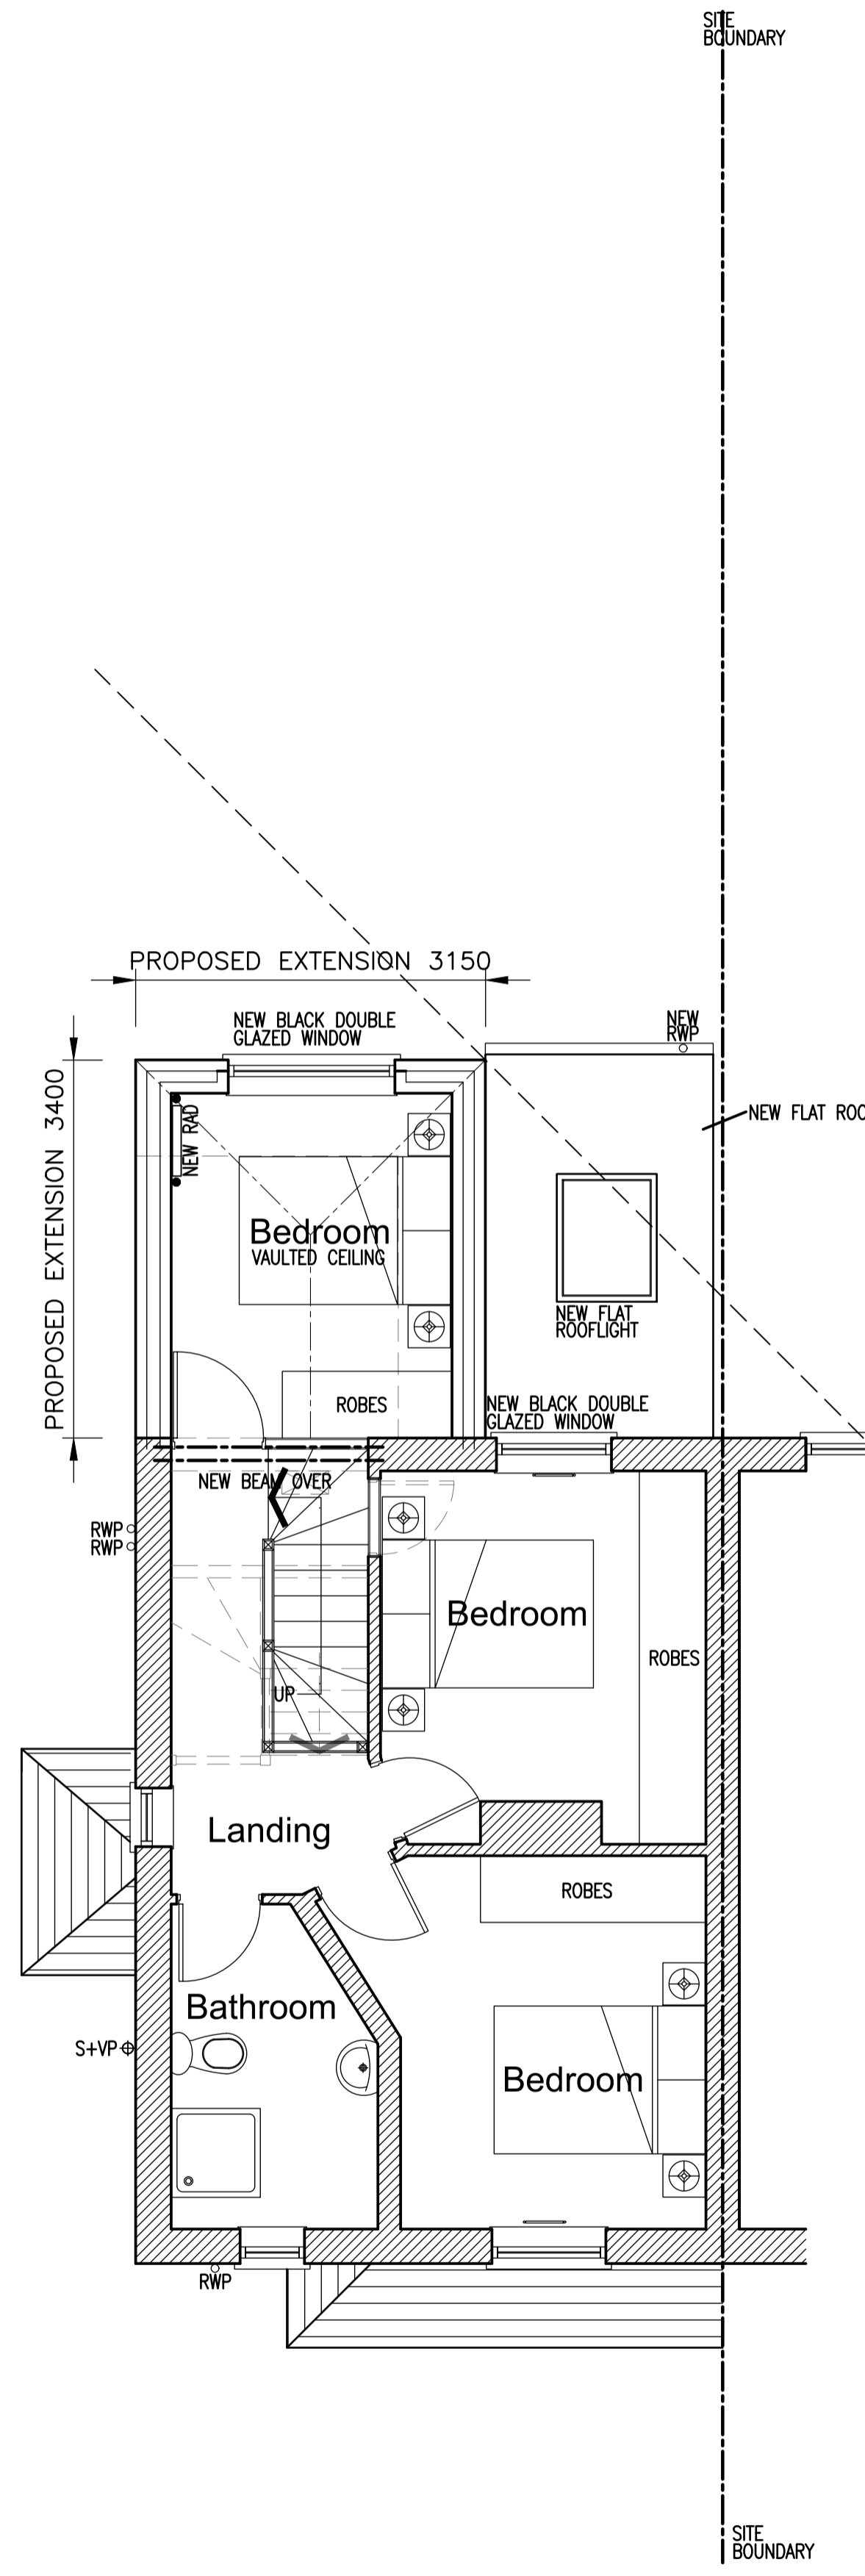 SITE
BOUNDARY
PROPOSED EXTENSION 3150
NEW BLACK DOUBLE
GLAZED WINDOW
NEW
RWP
PROPOSED EXTENSION 3400
NEW RAD
NEW FLAT ROO
Bedroom
VAULTED CEILING
NEW FLAT
ROOFLIGHT
ROBES
NEW BLACK DOUBLE
GLAZED WINDOW
NEW BEAM OVER
RWP
RWP
Bedroom
ROBES
UP
Landing
ROBES
Bathroom
S+VP
Bedroom
RWP
SITE
BOUNDARY